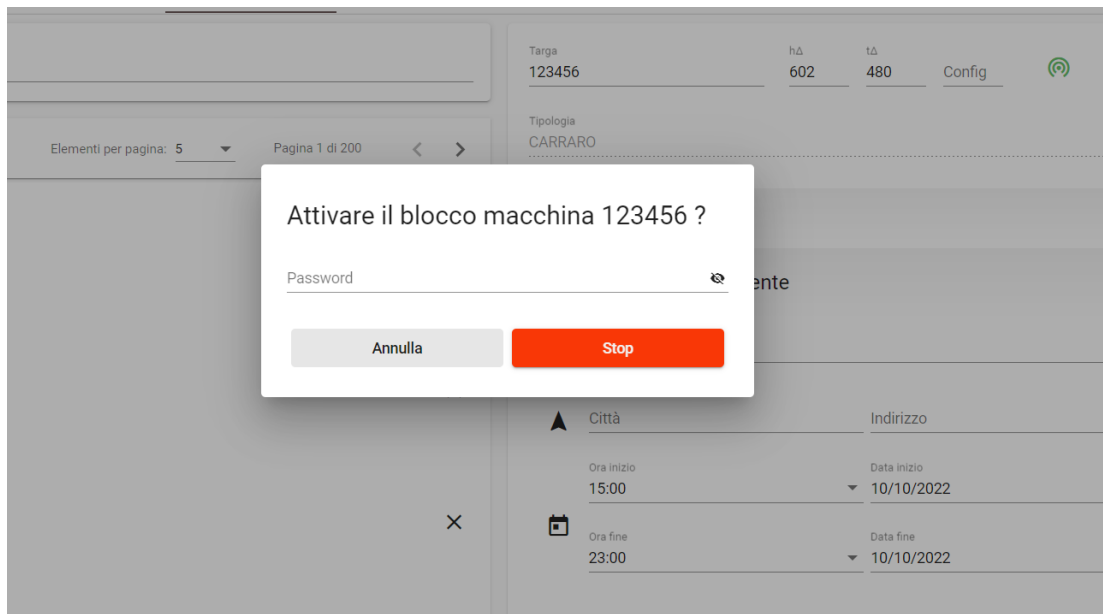 Targa
hΔ
tΔ
123456
602
480
Config
Tipologia
CARRARO
Elementi per pagina: 5
Pagina 1 di 200
Attivare il blocco macchina 123456 ?
Password
Annulla
Stop
ente
Città
Indirizzo
Ora inizio
Data inizio
15:00
10/10/2022
Ora fine
Data fine
23:00
10/10/2022